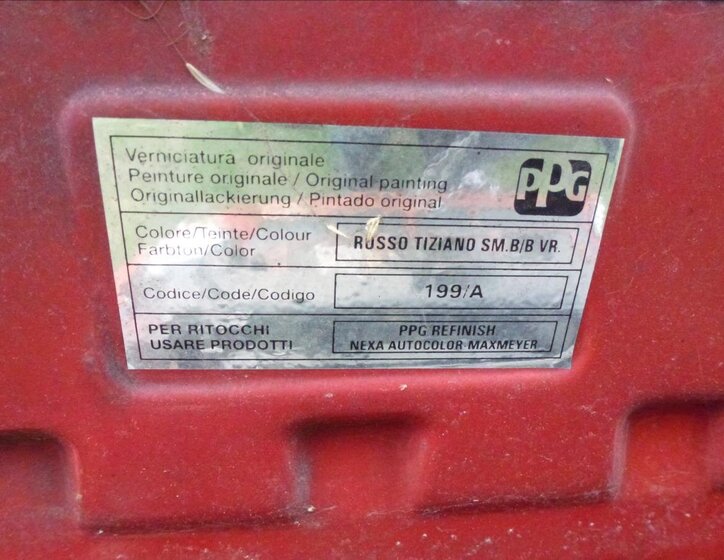 Verniciatura originale
Peinture originale / Original painting
Originallackierung / Pintado original
PPG
Colore/Teinte/Colour
Farbton/Color
ROSSO TIZIANO SM.B/B VR.
Codice/Code/Codigo
199/A
PER RITOCCHI
USARE PRODOTTI
PPG REFINISH
NEXA AUTOCOLOR-MAXMEYER